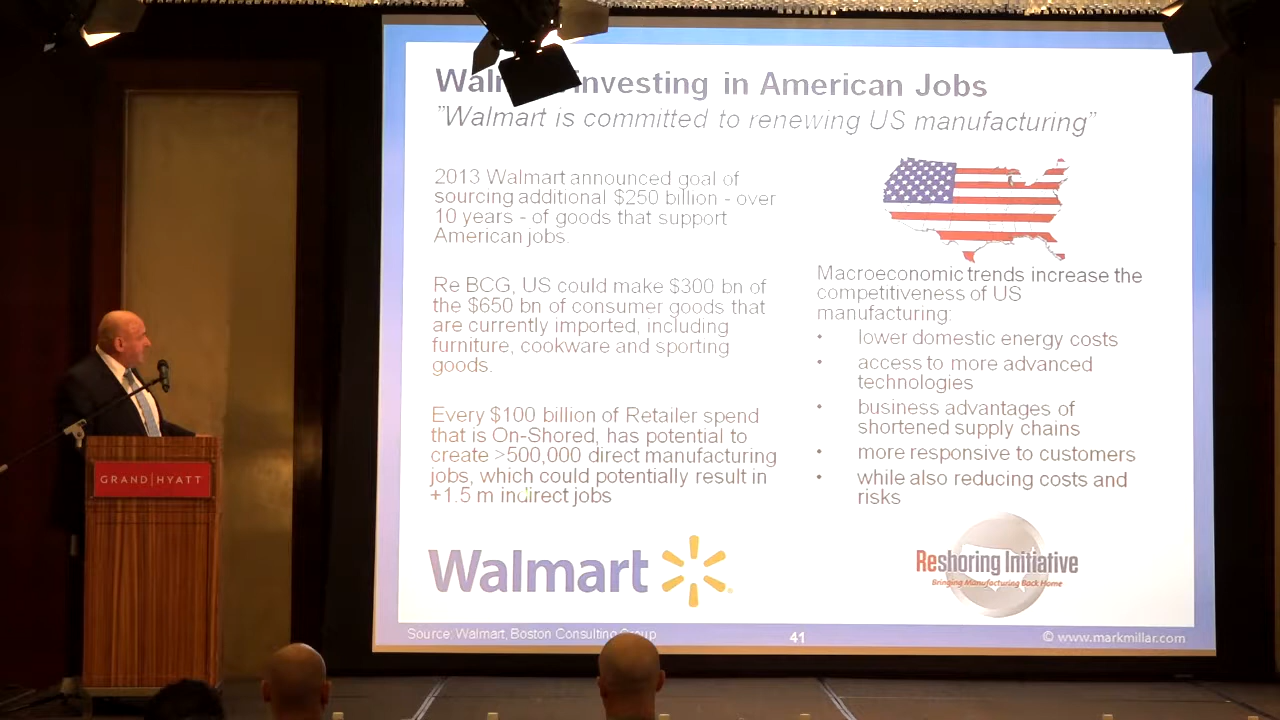 GRAND|HYATT
Wal investing in American Jobs
"Walmart is committed to renewing US manufacturing"
2013 Walmart announced goal of
sourcing additional $250 billion - over
10 years - of goods that support
American jobs.
Re BCG, US could make $300 bn of
the $650 bn of consumer goods that
are currently imported, including
furniture, cookware and sporting
goods.
Every $100 billion of Retailer spend
that is On-Shored, has potential to
create >500,000 direct manufacturing
jobs, which could potentially result in
+1.5 m indirect jobs
Walmart
Macroeconomic trends increase the
competitiveness of US
manufacturing:
• lower domestic energy costs
• access to more advanced
technologies
• business advantages of
shortened supply chains
• more responsive to customers
• while also reducing costs and
risks
Reshoring Initiative
Bringing Manufacturing Back Home
Source: Walmart, Boston Consulting Group
41
© www.markmillar.com